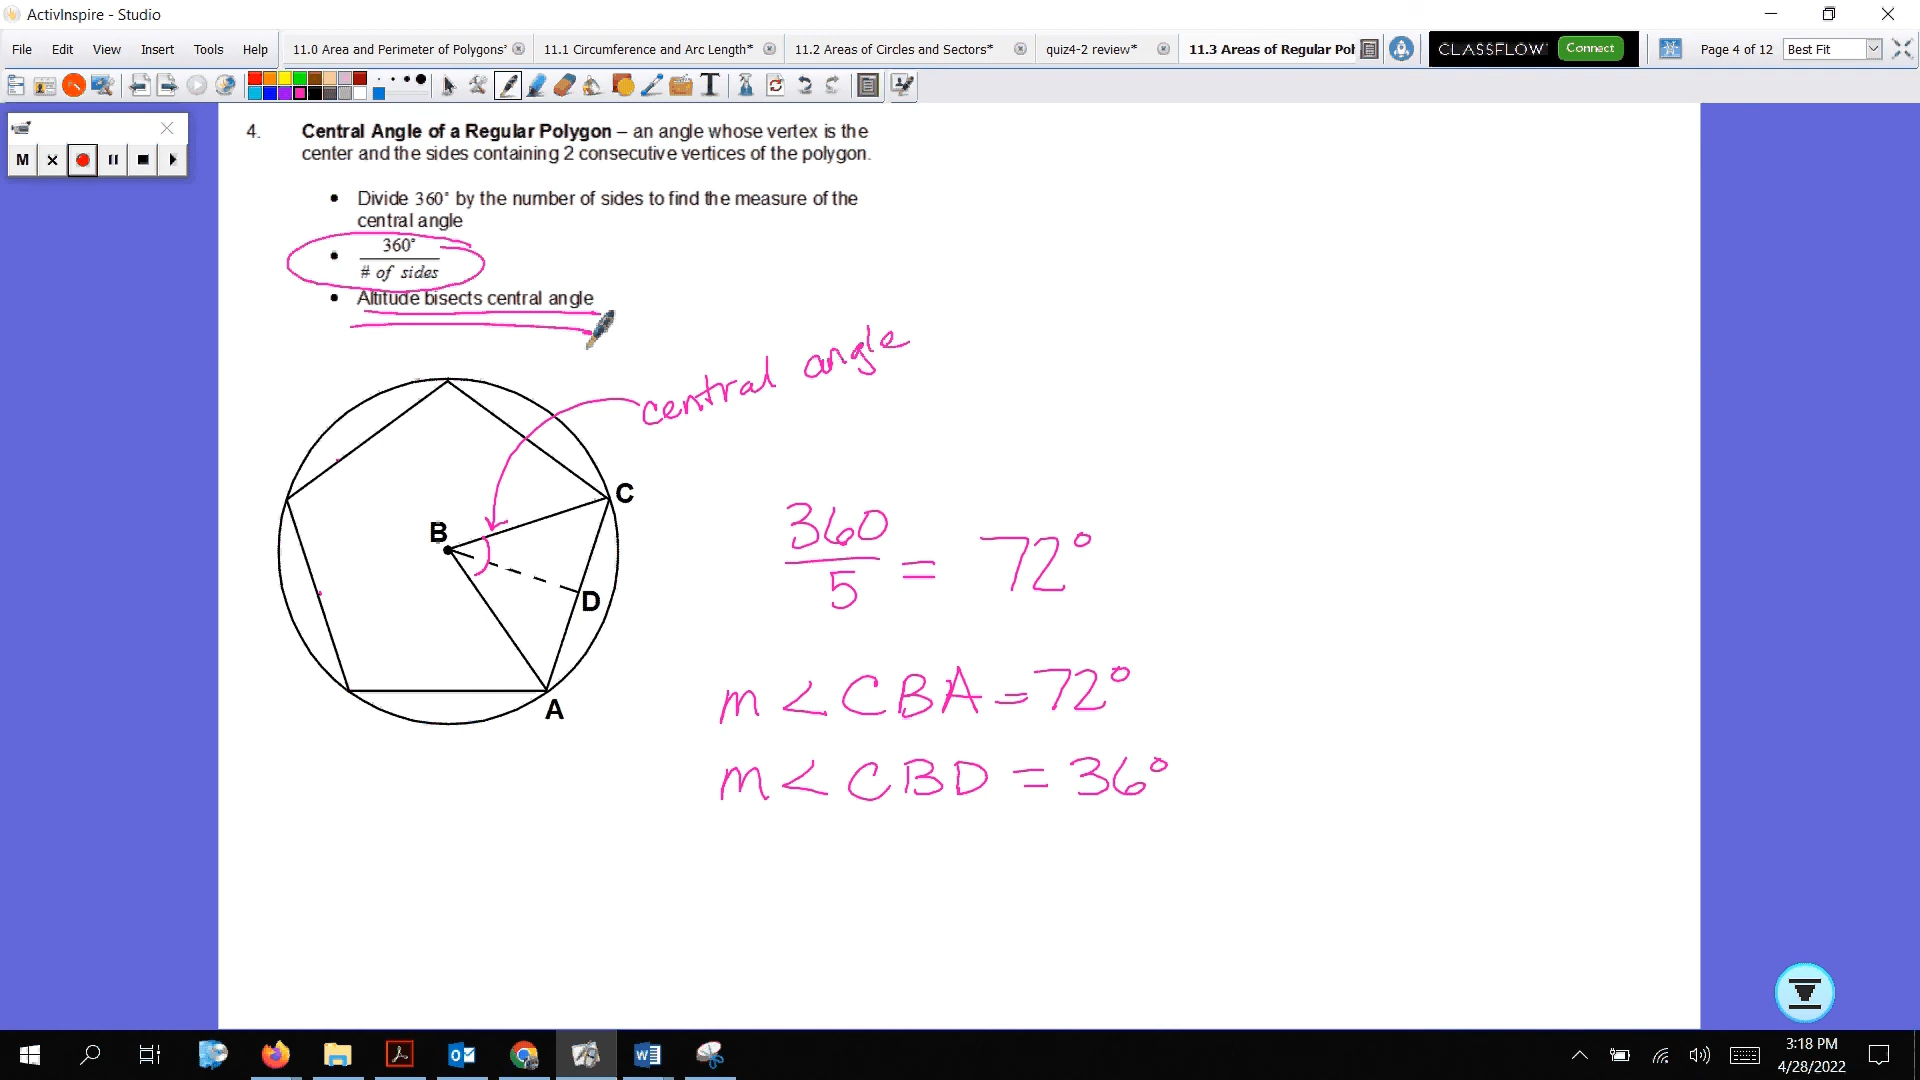 ActivInspire - Studio
File Edit View Insert Tools Help 11.0 Area and Perimeter of Polygons* 11.1 Circumference and Arc Length* 11.2 Areas of Circles and Sectors* quiz4-2 review* 11.3 Areas of Regular Pol CLASSFLOW Connect Page 4 of 12 Best Fit
T
M
4. Central Angle of a Regular Polygon – an angle whose vertex is the
center and the sides containing 2 consecutive vertices of the polygon.
• Divide 360° by the number of sides to find the measure of the
central angle
• 360°
# of sides
• Altitude bisects central angle
central angle
C
B
D
A
360
5 = 72°
m < CBA = 72°
m < CBD = 36°
3:18 PM
4/28/2022